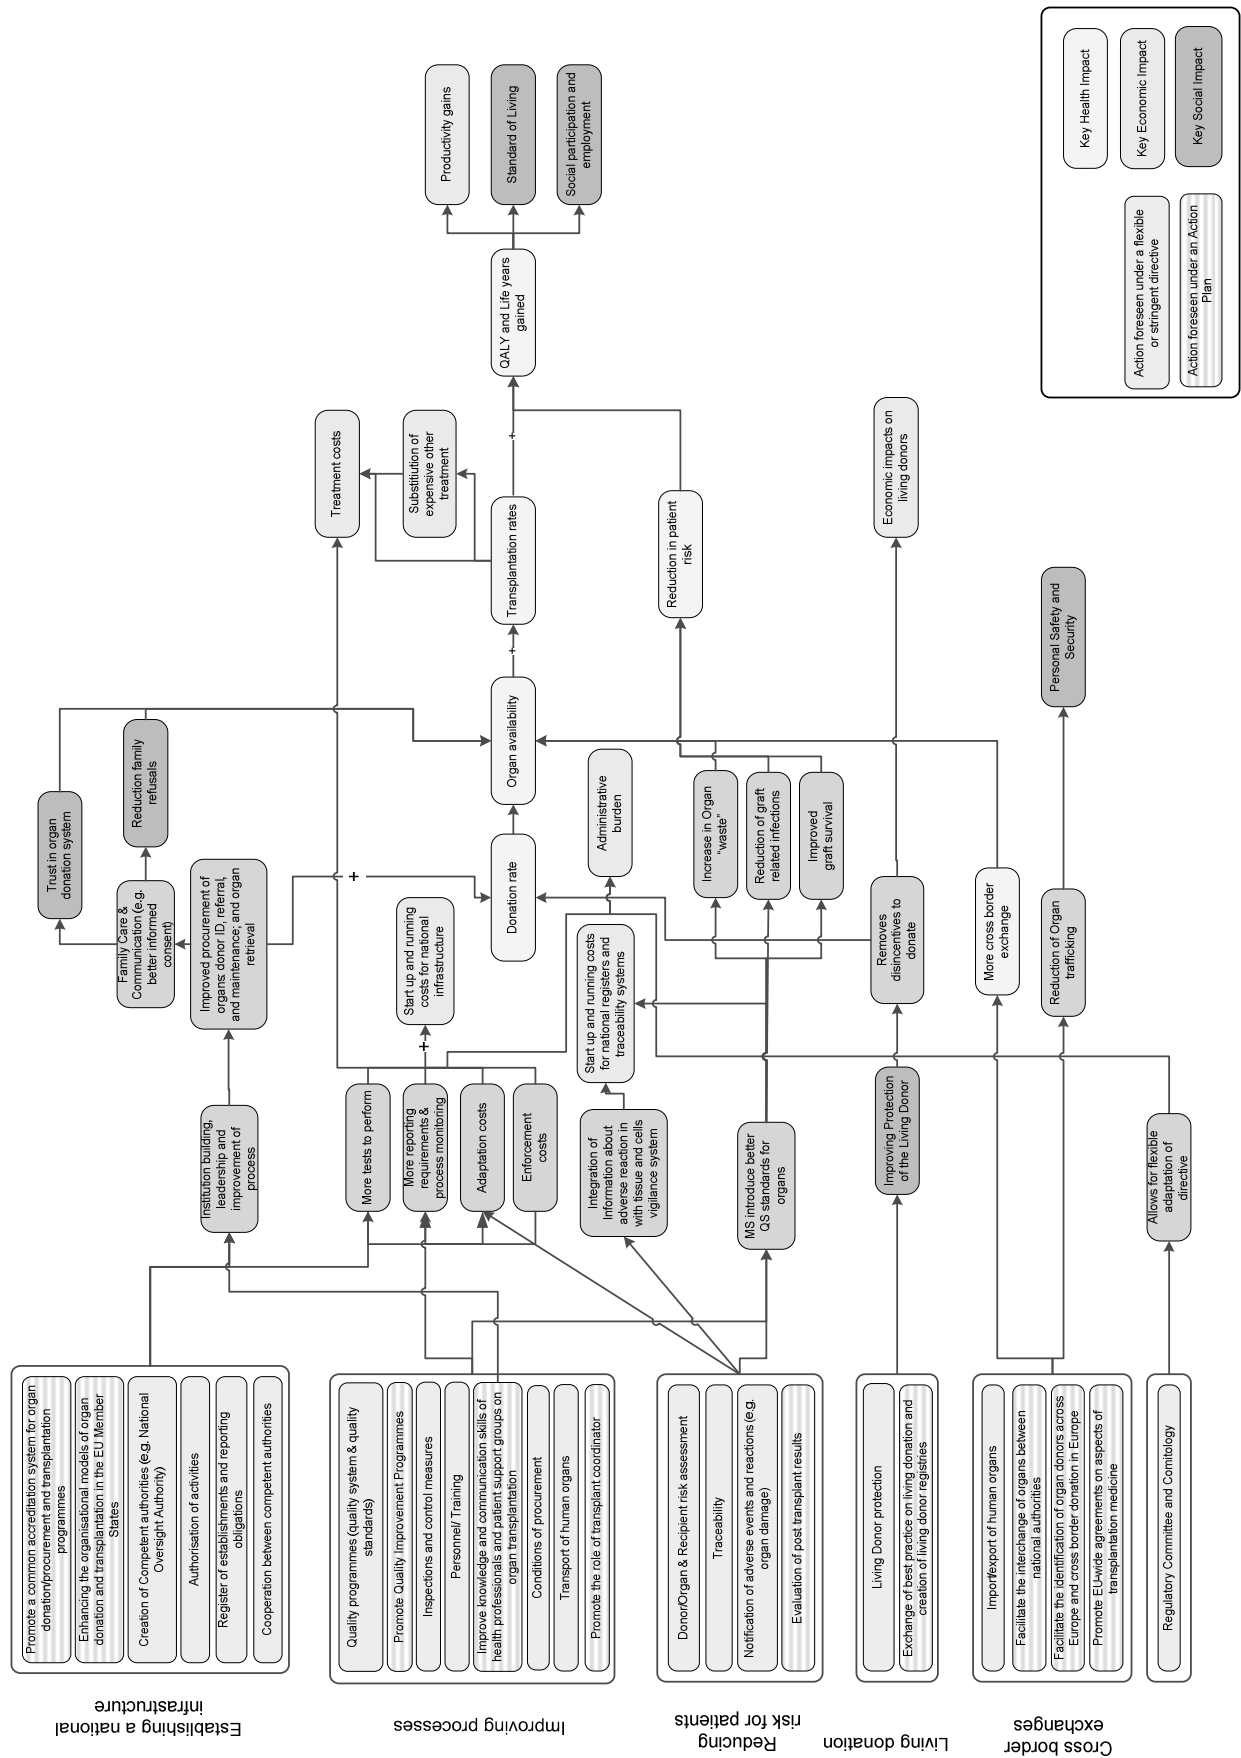 Establishing a national
infrastructure
Promote a common accreditation system for organ
donation/procurement and transplantation
programmes
Enhancing the organisational models of organ
donation and transplantation in the EU Member
States
Creation of Competent authorities (e.g. National
Oversight Authority)
Authorisation of activities
Register of establishments and reporting
obligations
Cooperation between competent authorities
Improving processes
Quality programmes (quality system & quality
standards)
Promote Quality Improvement Programmes
Inspections and control measures
Personnel/ Training
Improve knowledge and communication skills of
health professionals and patient support groups on
organ transplantation
Conditions of procurement
Transport of human organs
Promote the role of transplant coordinator
Reducing
risk for patients
Donor/Organ & Recipient risk assessment
Traceability
Notification of adverse events and reactions (e.g.
organ damage)
Evaluation of post transplant results
Living donation
Living Donor protection
Exchange of best practice on living donation and
creation of living donor registries
Cross border
exchanges
Import/export of human organs
Facilitate the interchange of organs between
national authorities
Facilitate the identification of organ donors across
Europe and cross border donation in Europe
Promote EU-wide agreements on aspects of
transplantation medicine
Regulatory Committee and Comitology
Institution building,
leadership and
improvement of
process
More tests to perform
More reporting
requirements &
process monitoring
Adaptation costs
Enforcement
costs
Integration of
Information about
adverse reaction in
with tissue and cells
vigilance system
MS introduce better
QS standards for
organs
Improving Protection
of the Living Donor
Allows for flexible
adaptation of
directive
Trust in organ
donation system
Family Care &
Communication (e.g.
better informed
consent)
Reduction family
refusals
Improved procurement of
organs: donor ID, referral,
and maintenance; and organ
retrieval
+
+
Start up and running
costs for national
infrastructure
Start up and running costs
for national registers and
traceability systems
Administrative
burden
Donation rate
Organ availability
+
Transplantation rates
+
Increase in Organ
“waste”
Reduction of graft
related infections
Improved
graft survival
Removes
disincentives to
donate
More cross border
exchange
Reduction of Organ
trafficking
Personal Safety and
Security
Economic impacts on
living donors
Reduction in patient
risk
Treatment costs
Substitiution of
expensive other
treatment
QALY and Life years
gained
Productivity gains
Standard of Living
Social participation and
employment
Action foreseen under a flexible
or stringent directive
Action foreseen under an Action
Plan
Key Health Impact
Key Economic Impact
Key Social Impact